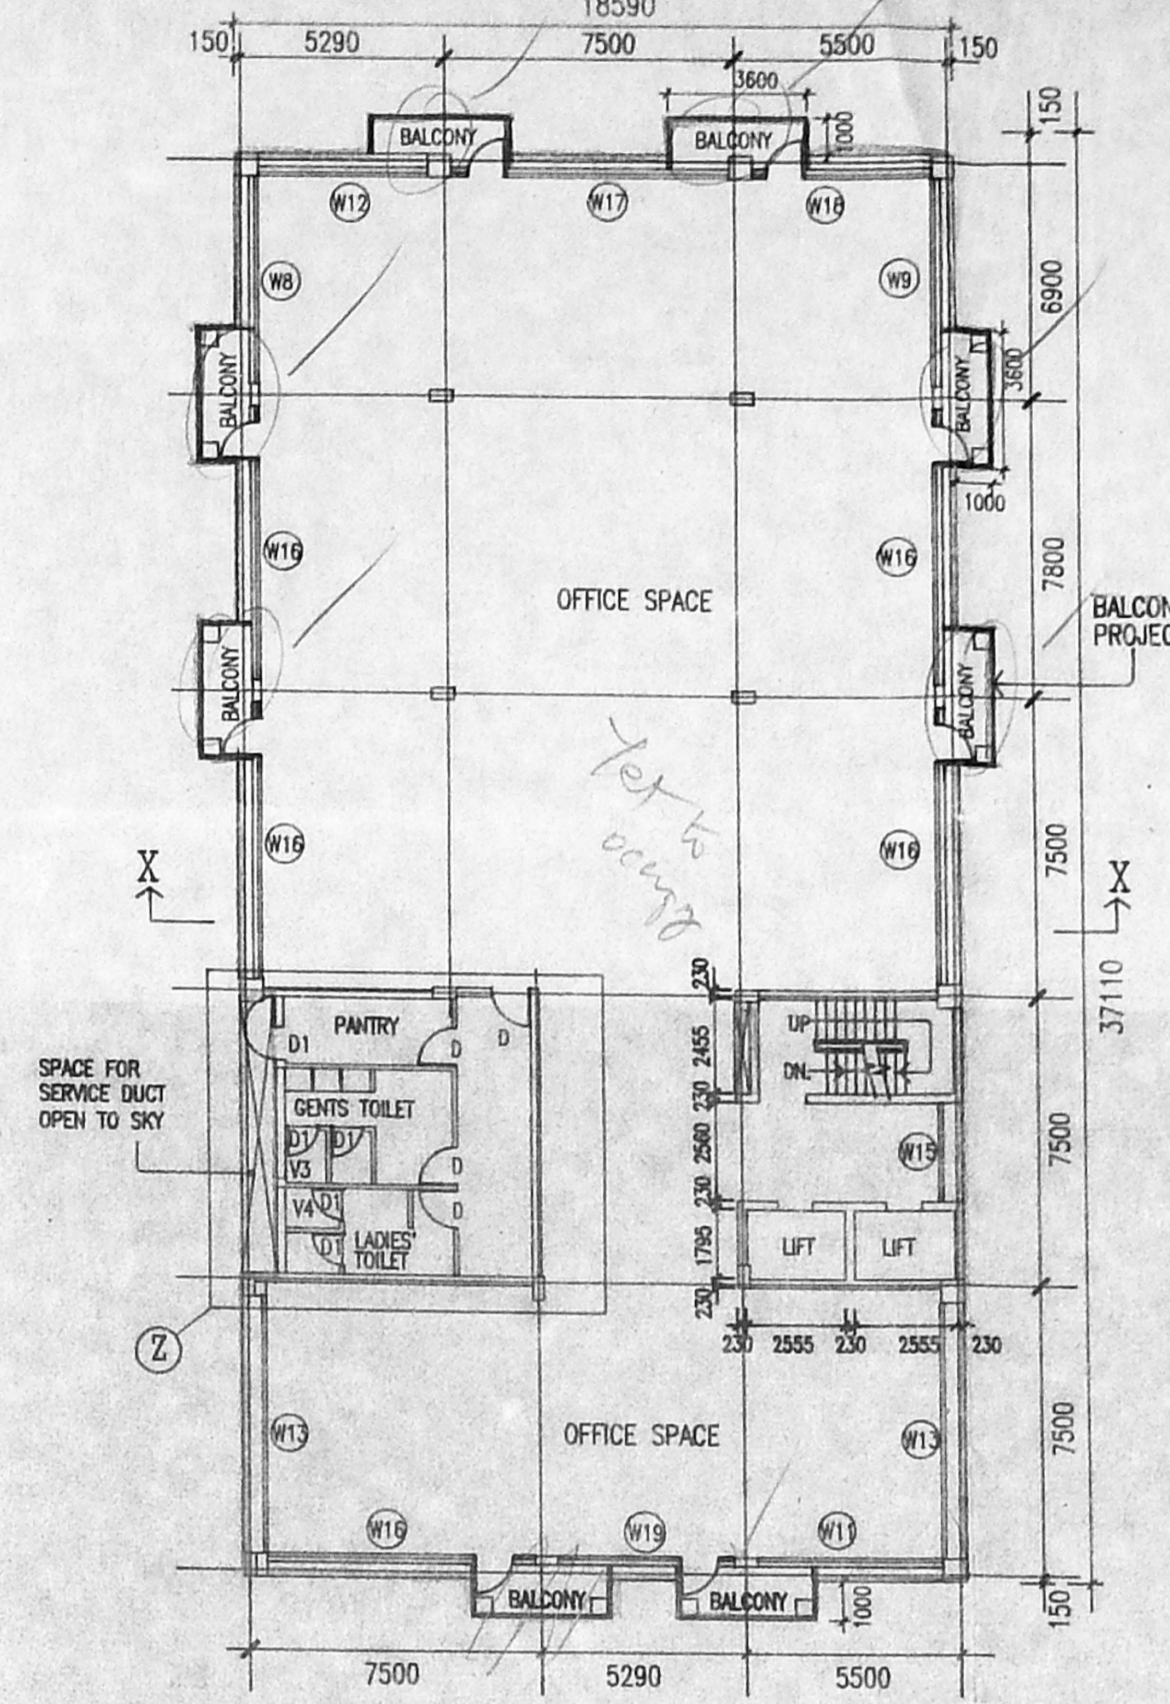 18590
150 5290 7500 5500 150
3600
150
BALCONY BALCONY 1000
W12 W17 W18
W8 W9
6900
BALCONY BALCONY 3600
1000
W16 W16
7800
OFFICE SPACE
BALCON
PROJEC
BALCONY BALCONY
Yet to
occupy
W16 W16
7500
X X
37110
230
PANTRY UP
D1 D D
2455
SPACE FOR
SERVICE DUCT
OPEN TO SKY
DN.
230
GENTS TOILET
D1 D1
V3 D
2560
W15
7500
230
V4 D1 D
LADIES'
TOILET
D1
1795
LIFT LIFT
230
Z
230 2555 230 2555 230
W13 W13
OFFICE SPACE
7500
W16 W19 W11
BALCONY BALCONY 1000
150
7500 5290 5500